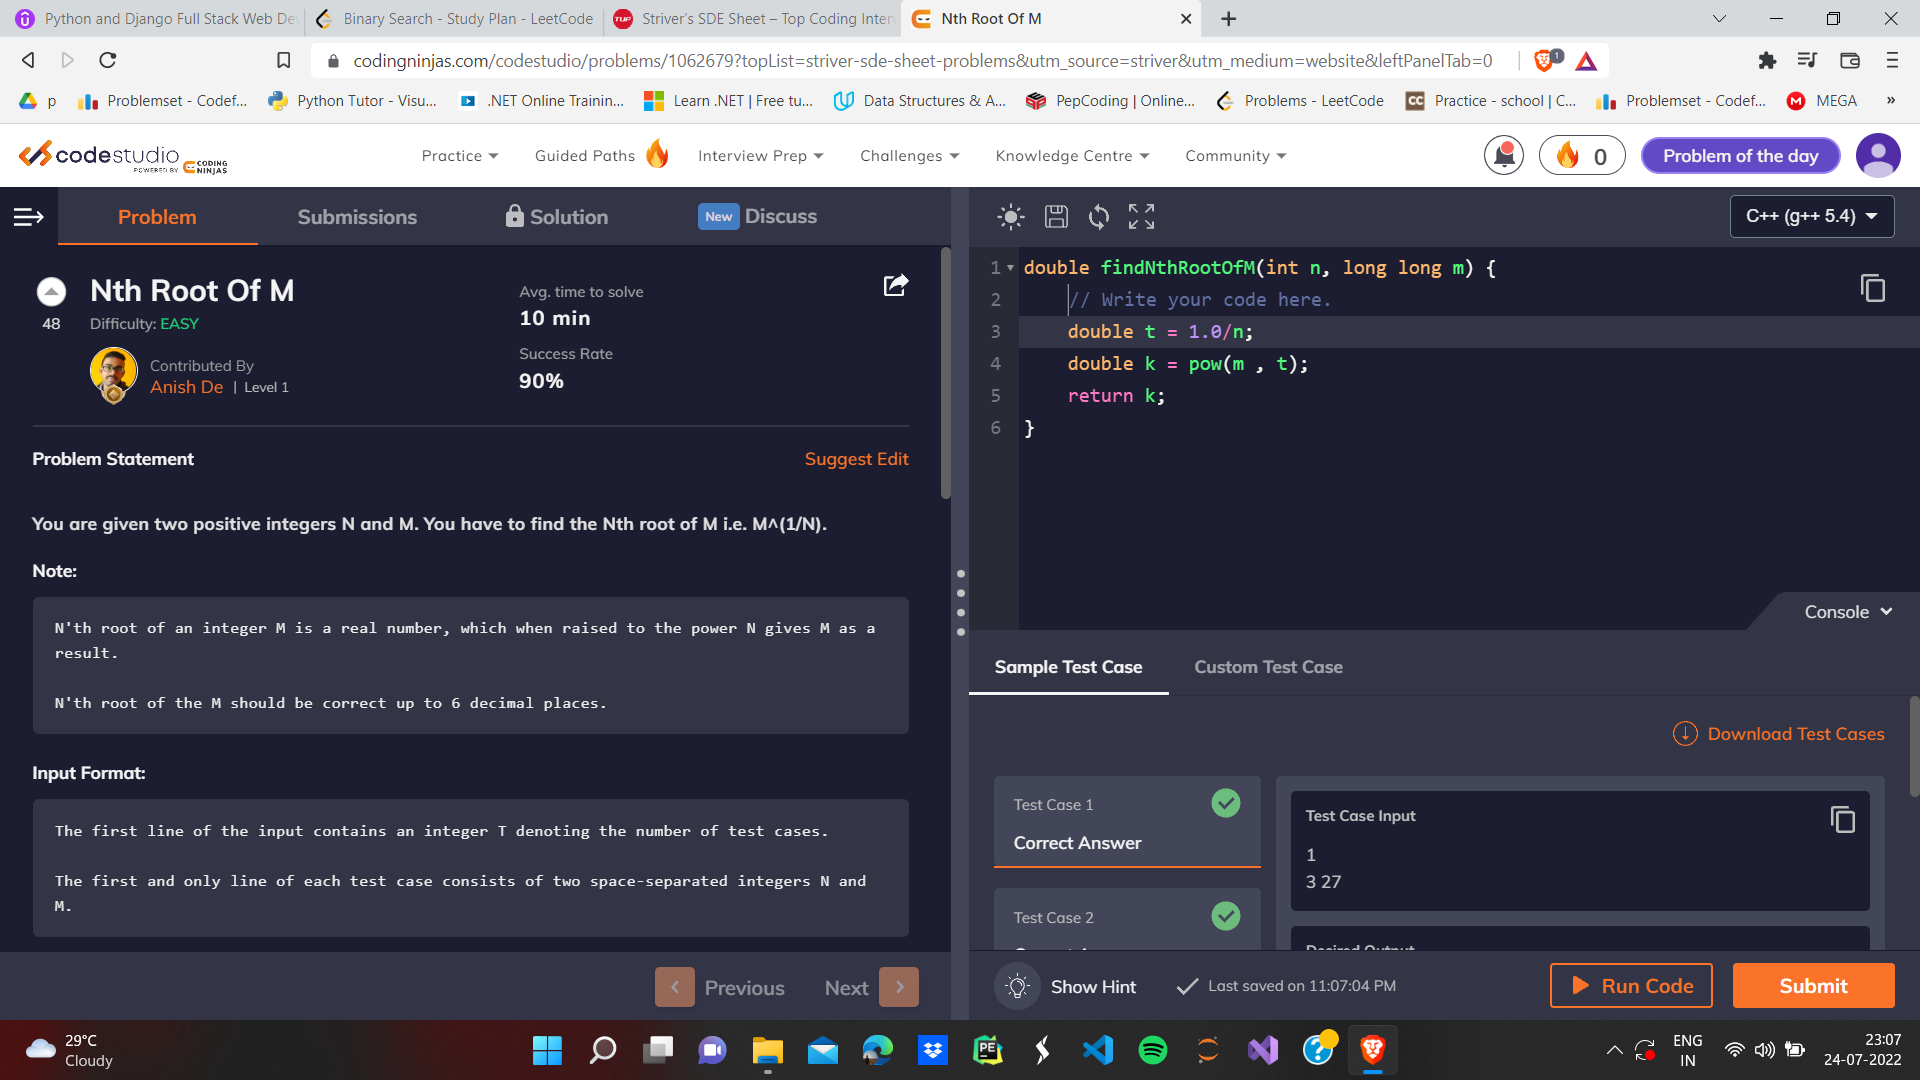 Python and Django Full Stack Web De
Binary Search - Study Plan - LeetCode
Striver's SDE Sheet – Top Coding Inter
Nth Root Of M
codingninjas.com/codestudio/problems/1062679?topList=striver-sde-sheet-problems&utm_source=striver&utm_medium=website&leftPanelTab=0
1
p
Problemset - Codef...
Python Tutor - Visu...
.NET Online Trainin...
Learn .NET | Free tu...
Data Structures & A...
PepCoding | Online...
Problems - LeetCode
CC
Practice - school | C...
Problemset - Codef...
MEGA
»
codestudio
POWERED BY CODING NINJAS
Practice
Guided Paths
Interview Prep
Challenges
Knowledge Centre
Community
0
Problem of the day
Problem
Submissions
Solution
New Discuss
C++ (g++ 5.4)
48
Nth Root Of M
Difficulty: EASY
Contributed By
Anish De | Level 1
Avg. time to solve
10 min
Success Rate
90%
Problem Statement
Suggest Edit
You are given two positive integers N and M. You have to find the Nth root of M i.e. M^(1/N).
Note:
N'th root of an integer M is a real number, which when raised to the power N gives M as a
result.
N'th root of the M should be correct up to 6 decimal places.
Input Format:
The first line of the input contains an integer T denoting the number of test cases.
The first and only line of each test case consists of two space-separated integers N and
M.
Previous
Next
1 double findNthRootOfM(int n, long long m) {
2 // Write your code here.
3 double t = 1.0/n;
4 double k = pow(m , t);
5 return k;
6 }
Console
Sample Test Case
Custom Test Case
Download Test Cases
Test Case 1
Correct Answer
Test Case 2
Test Case Input
1
3 27
Desired Output
Show Hint
Last saved on 11:07:04 PM
Run Code
Submit
29°C
Cloudy
PE
ENG
IN
23:07
24-07-2022